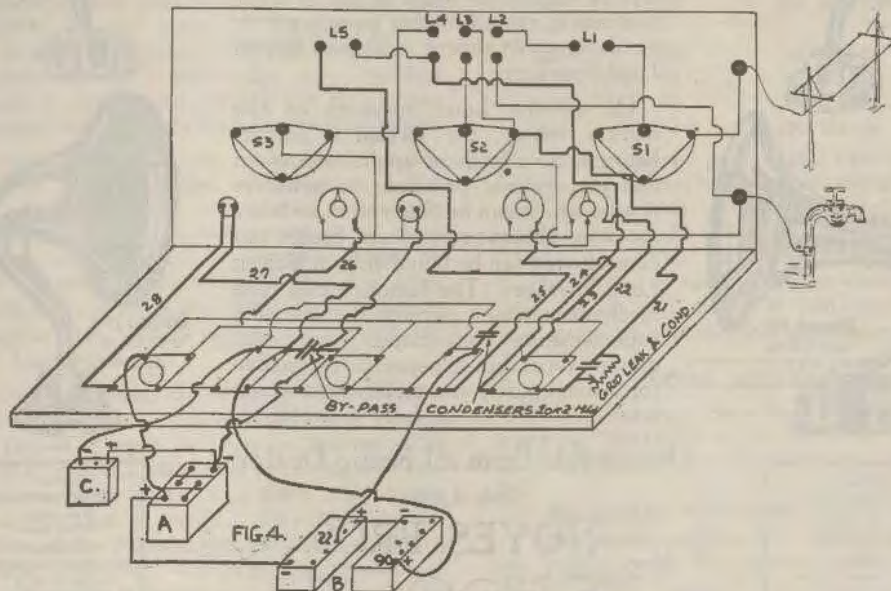 L4 L3 L2
L5 L1
S3 S2 S1
28 27 26 25 24 23 22 21
GRID LEAK & COND.
BY-PASS CONDENSERS 1 OR 2 Mfd
- +
C.
+ -
A
FIG.4.
22
+ -
- B
90 +